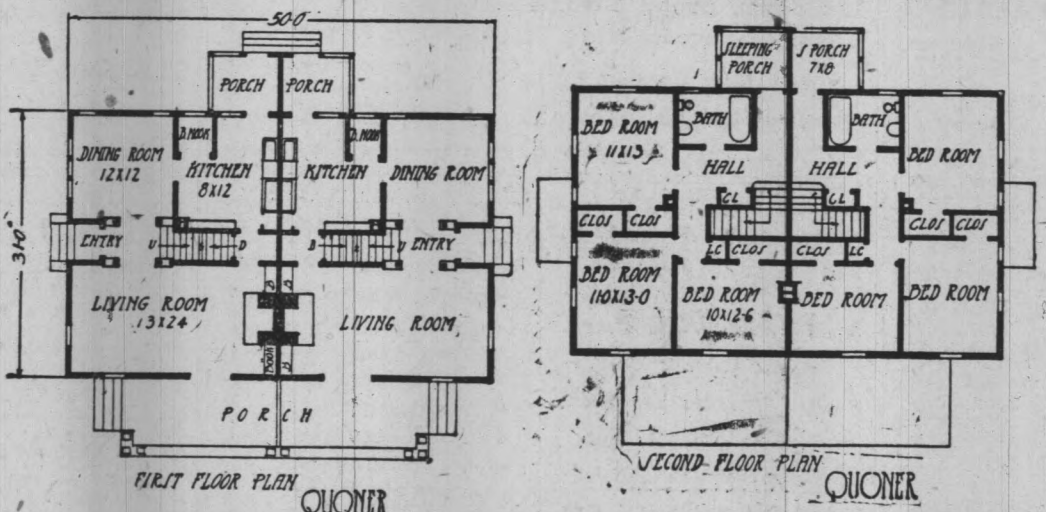 50-0
PORCH
PORCH
B. NOOK
B. NOOK
DINING ROOM
12X12
KITCHEN
8X12
KITCHEN
DINING ROOM
31-0"
ENTRY
U
D
D
U
ENTRY
LIVING ROOM
13X24
B
B
LIVING ROOM
BOOK
B
PORCH
FIRST FLOOR PLAN
QUONER
SLEEPING
PORCH
S. PORCH
7X8
BED ROOM
11X13
BATH
BATH
BED ROOM
HALL
HALL
CL
CL
CLOS
CLOS
CLOS
CLOS
LC
CLOS
CLOS
LC
BED ROOM
11-0X13-0
BED ROOM
10X12-6
BED ROOM
BED ROOM
SECOND FLOOR PLAN
QUONER